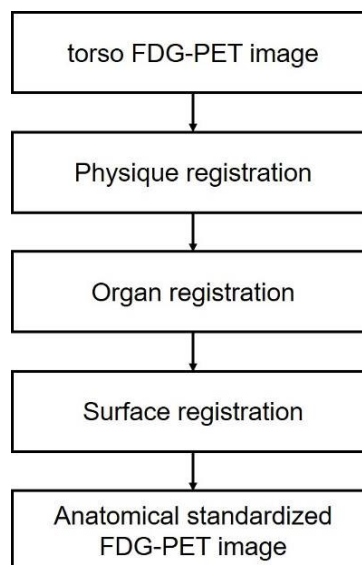 torso FDG-PET image
Physique registration
Organ registration
Surface registration
Anatomical standardized
FDG-PET image